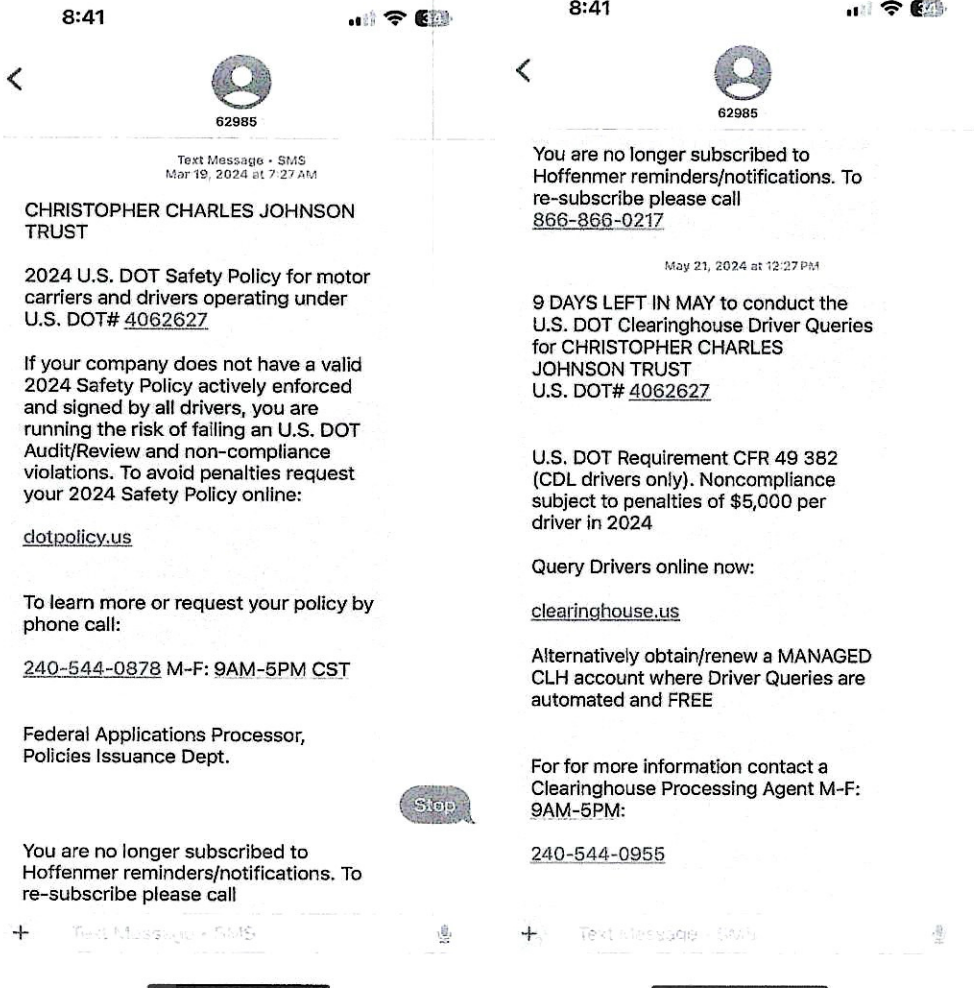 8:41
34
62985
Text Message • SMS
Mar 19, 2024 at 7:27 AM
CHRISTOPHER CHARLES JOHNSON
TRUST
2024 U.S. DOT Safety Policy for motor
carriers and drivers operating under
U.S. DOT# 4062627
If your company does not have a valid
2024 Safety Policy actively enforced
and signed by all drivers, you are
running the risk of failing an U.S. DOT
Audit/Review and non-compliance
violations. To avoid penalties request
your 2024 Safety Policy online:
dotpolicy.us
To learn more or request your policy by
phone call:
240-544-0878 M-F: 9AM-5PM CST
Federal Applications Processor,
Policies Issuance Dept.
Stop
You are no longer subscribed to
Hoffenmer reminders/notifications. To
re-subscribe please call
Text Message • SMS
8:41
34
62985
You are no longer subscribed to
Hoffenmer reminders/notifications. To
re-subscribe please call
866-866-0217
May 21, 2024 at 12:27 PM
9 DAYS LEFT IN MAY to conduct the
U.S. DOT Clearinghouse Driver Queries
for CHRISTOPHER CHARLES
JOHNSON TRUST
U.S. DOT# 4062627
U.S. DOT Requirement CFR 49 382
(CDL drivers only). Noncompliance
subject to penalties of $5,000 per
driver in 2024
Query Drivers online now:
clearinghouse.us
Alternatively obtain/renew a MANAGED
CLH account where Driver Queries are
automated and FREE
For for more information contact a
Clearinghouse Processing Agent M-F:
9AM-5PM:
240-544-0955
Text Message • SMS